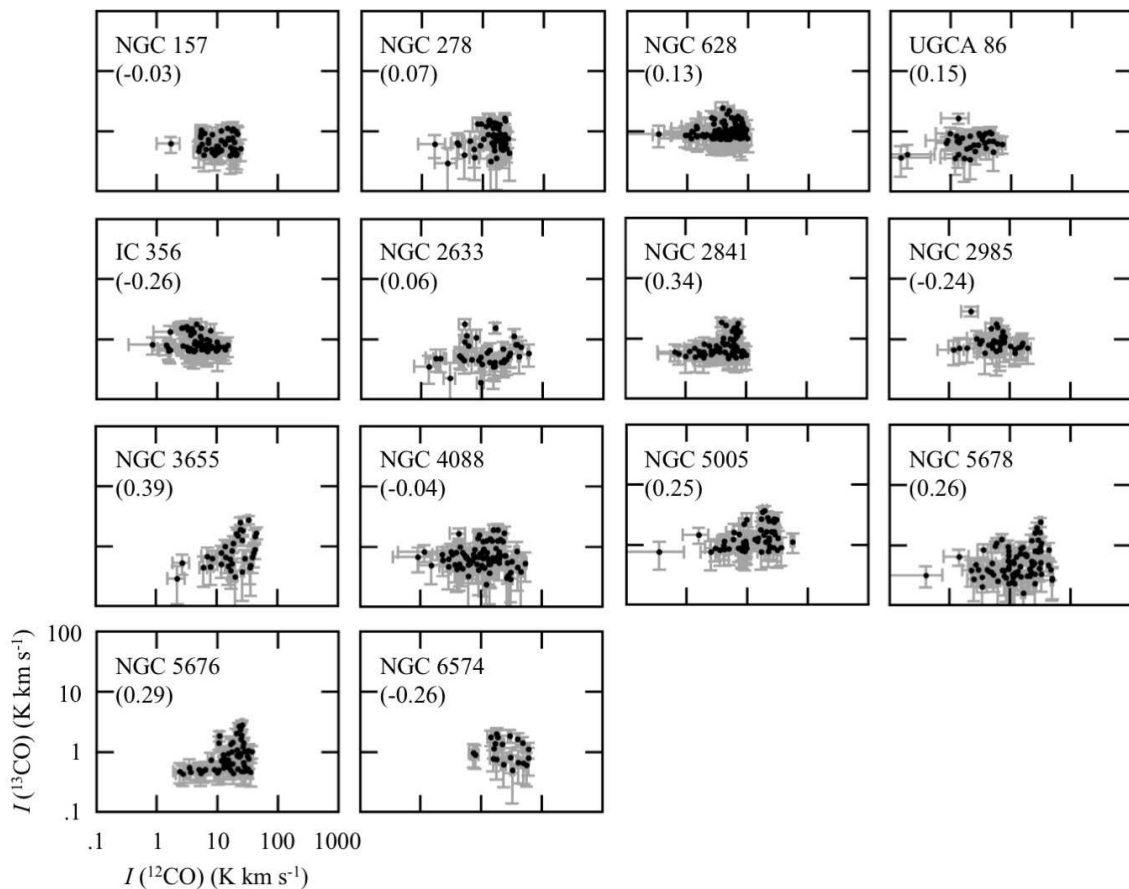 NGC 157
(-0.03)
NGC 278
(0.07)
NGC 628
(0.13)
UGCA 86
(0.15)
IC 356
(-0.26)
NGC 2633
(0.06)
NGC 2841
(0.34)
NGC 2985
(-0.24)
NGC 3655
(0.39)
NGC 4088
(-0.04)
NGC 5005
(0.25)
NGC 5678
(0.26)
NGC 5676
(0.29)
NGC 6574
(-0.26)
I (¹³CO) (K km s⁻¹)
100
10
1
.1
.1 1 10 100 1000
I (¹²CO) (K km s⁻¹)